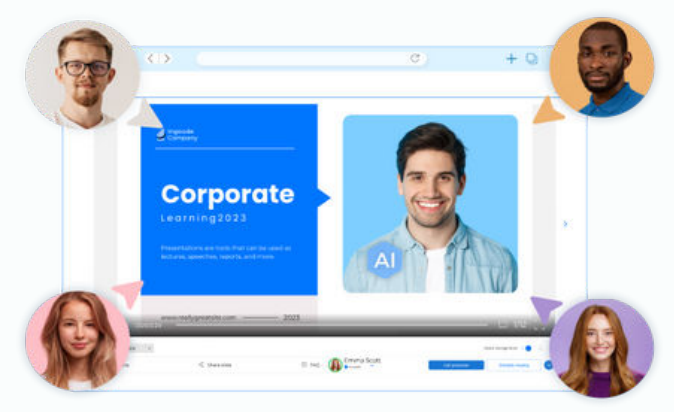 Ingoude
Company
Corporate
Learning2023
Presentations are tools that can be used as
lectures, speeches, reports, and more.
AI
www.reallygreatsite.com 2023
Share slide
FAQ
Emma Scott